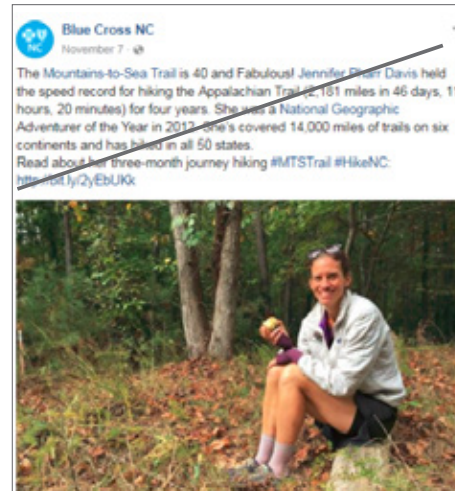 NC
Blue Cross NC
November 7 ·
The Mountains-to-Sea Trail is 40 and Fabulous! Jennifer Pharr Davis held
the speed record for hiking the Appalachian Trail (2,181 miles in 46 days,
hours, 20 minutes) for four years. She was a National Geographic
Adventurer of the Year in She's covered 14,000 miles of trails on six
continents and has hiked in all 50 states.
Read about her three-month journey hiking #MTSTrail #HikeNC:
http://bit.ly/2yEbUKk